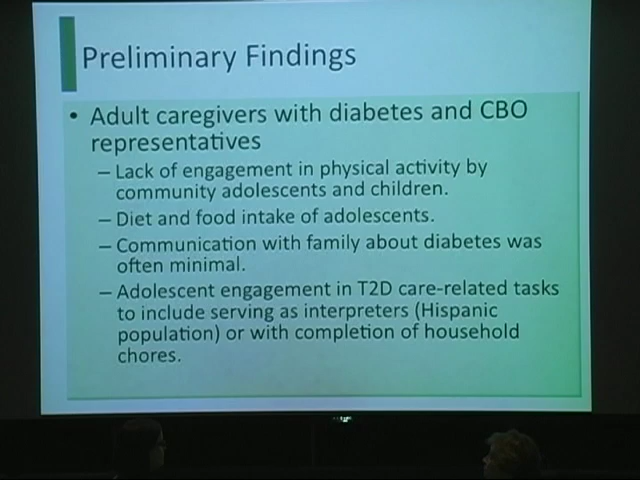 Preliminary Findings
• Adult caregivers with diabetes and CBO
representatives
– Lack of engagement in physical activity by
community adolescents and children.
– Diet and food intake of adolescents.
– Communication with family about diabetes was
often minimal.
– Adolescent engagement in T2D care-related tasks
to include serving as interpreters (Hispanic
population) or with completion of household
chores.